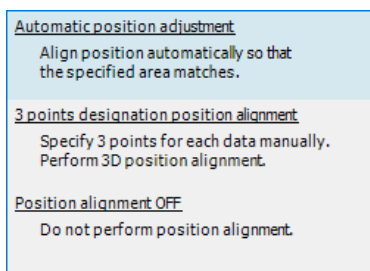 Automatic position adjustment
Align position automatically so that
the specified area matches.
3 points designation position alignment
Specify 3 points for each data manually.
Perform 3D position alignment.
Position alignment OFF
Do not perform position alignment.